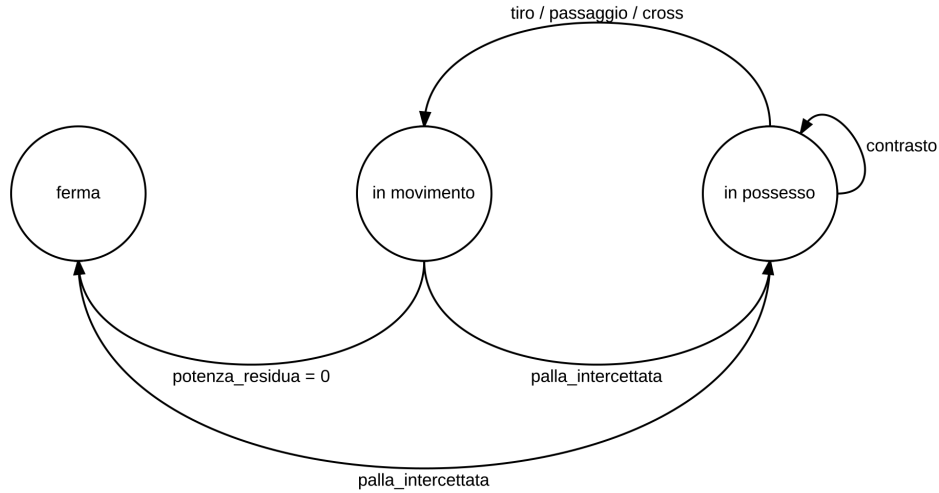 tiro / passaggio / cross
contrasto
ferma
in movimento
in possesso
potenza_residua = 0
palla_intercettata
palla_intercettata